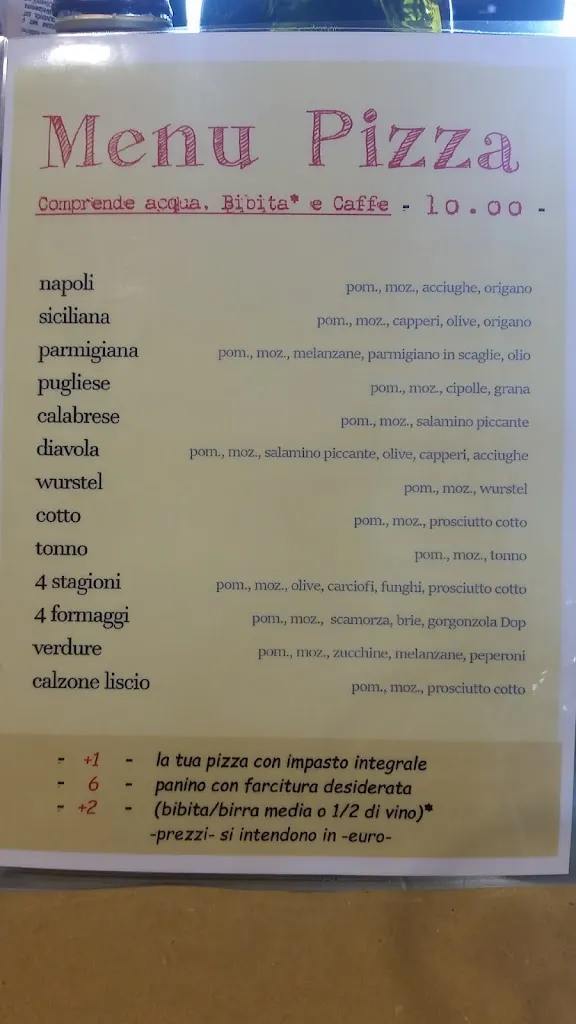 Menu Pizza
Comprende acqua, Bibita* e Caffe - 10.00 -
napoli pom., moz., acciughe, origano
siciliana pom., moz., capperi, olive, origano
parmigiana pom., moz., melanzane, parmigiano in scaglie, olio
pugliese pom., moz., cipolle, grana
calabrese pom., moz., salamino piccante
diavola pom., moz., salamino piccante, olive, capperi, acciughe
wurstel pom., moz., wurstel
cotto pom., moz., prosciutto cotto
tonno pom., moz., tonno
4 stagioni pom., moz., olive, carciofi, funghi, prosciutto cotto
4 formaggi pom., moz., scamorza, brie, gorgonzola Dop
verdure pom., moz., zucchine, melanzane, peperoni
calzone liscio pom., moz., prosciutto cotto
- +1 - la tua pizza con impasto integrale
- 6 - panino con farcitura desiderata
- +2 - (bibita/birra media o 1/2 di vino)*
-prezzi- si intendono in -euro-